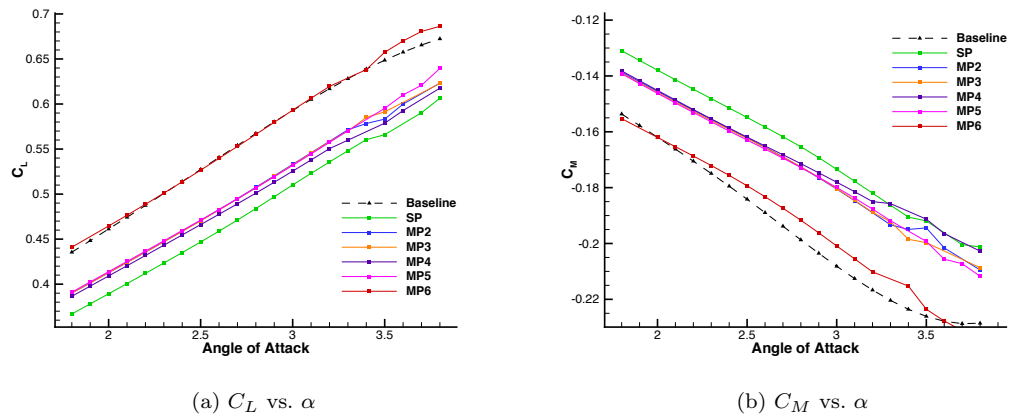 0.7
0.65
0.6
0.55
0.5
0.45
0.4
C_L
2
2.5
3
3.5
Angle of Attack
Baseline
SP
MP2
MP3
MP4
MP5
MP6
(a) C_L vs. α
-0.12
-0.14
-0.16
-0.18
-0.2
-0.22
C_M
2
2.5
3
3.5
Angle of Attack
Baseline
SP
MP2
MP3
MP4
MP5
MP6
(b) C_M vs. α